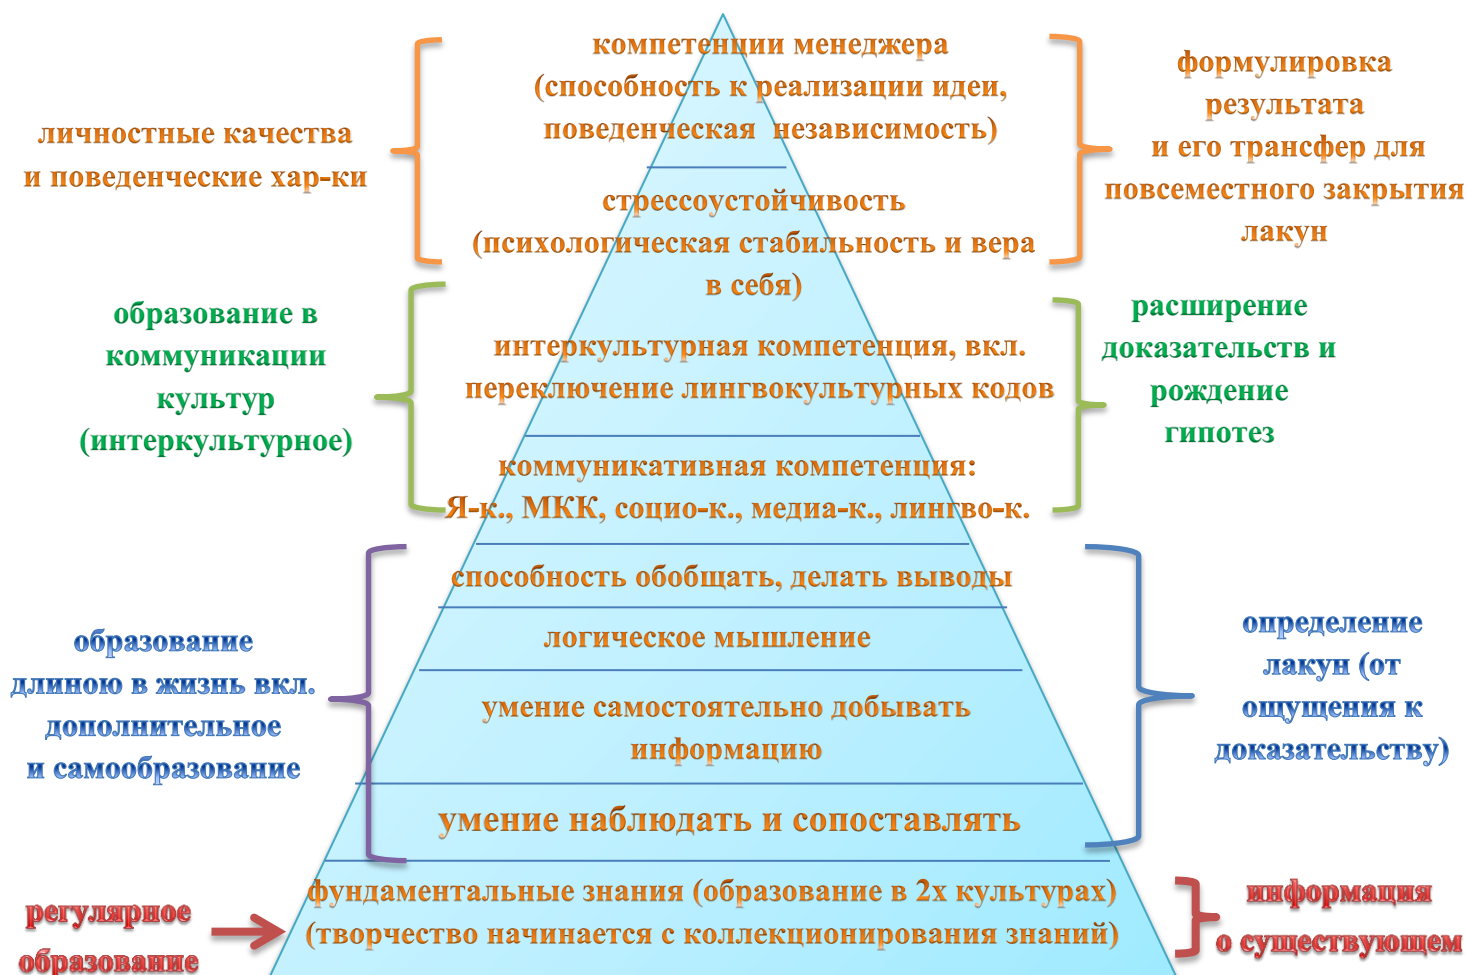 компетенции менеджера
(способность к реализации идеи,
поведенческая независимость)
личностные качества
и поведенческие хар-ки
формулировка
результата
и его трансфер для
повсеместного закрытия
лакун
стрессоустойчивость
(психологическая стабильность и вера
в себя)
образование в
коммуникации
культур
(интеркультурное)
интеркультурная компетенция, вкл.
переключение лингвокультурных кодов
расширение
доказательств и
рождение
гипотез
коммуникативная компетенция:
Я-к., МКК, социо-к., медиа-к., лингво-к.
способность обобщать, делать выводы
логическое мышление
умение самостоятельно добывать
информацию
умение наблюдать и сопоставлять
образование
длиною в жизнь вкл.
дополнительное
и самообразование
определение
лакун (от
ощущения к
доказательству)
фундаментальные знания (образование в 2х культурах)
(творчество начинается с коллекционирования знаний)
регулярное
образование
информация
о существующем